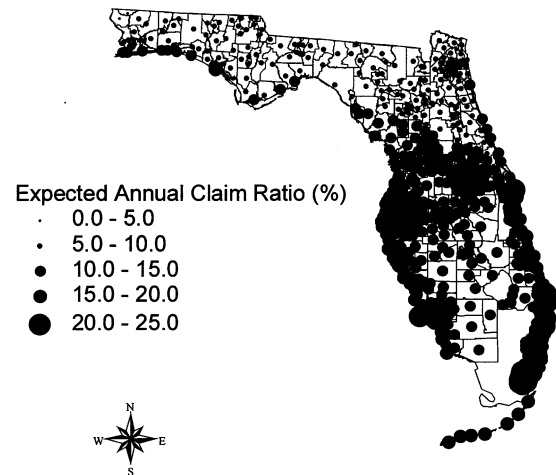 Expected Annual Claim Ratio (%)
0.0 - 5.0
5.0 - 10.0
10.0 - 15.0
15.0 - 20.0
20.0 - 25.0
N
W E
S